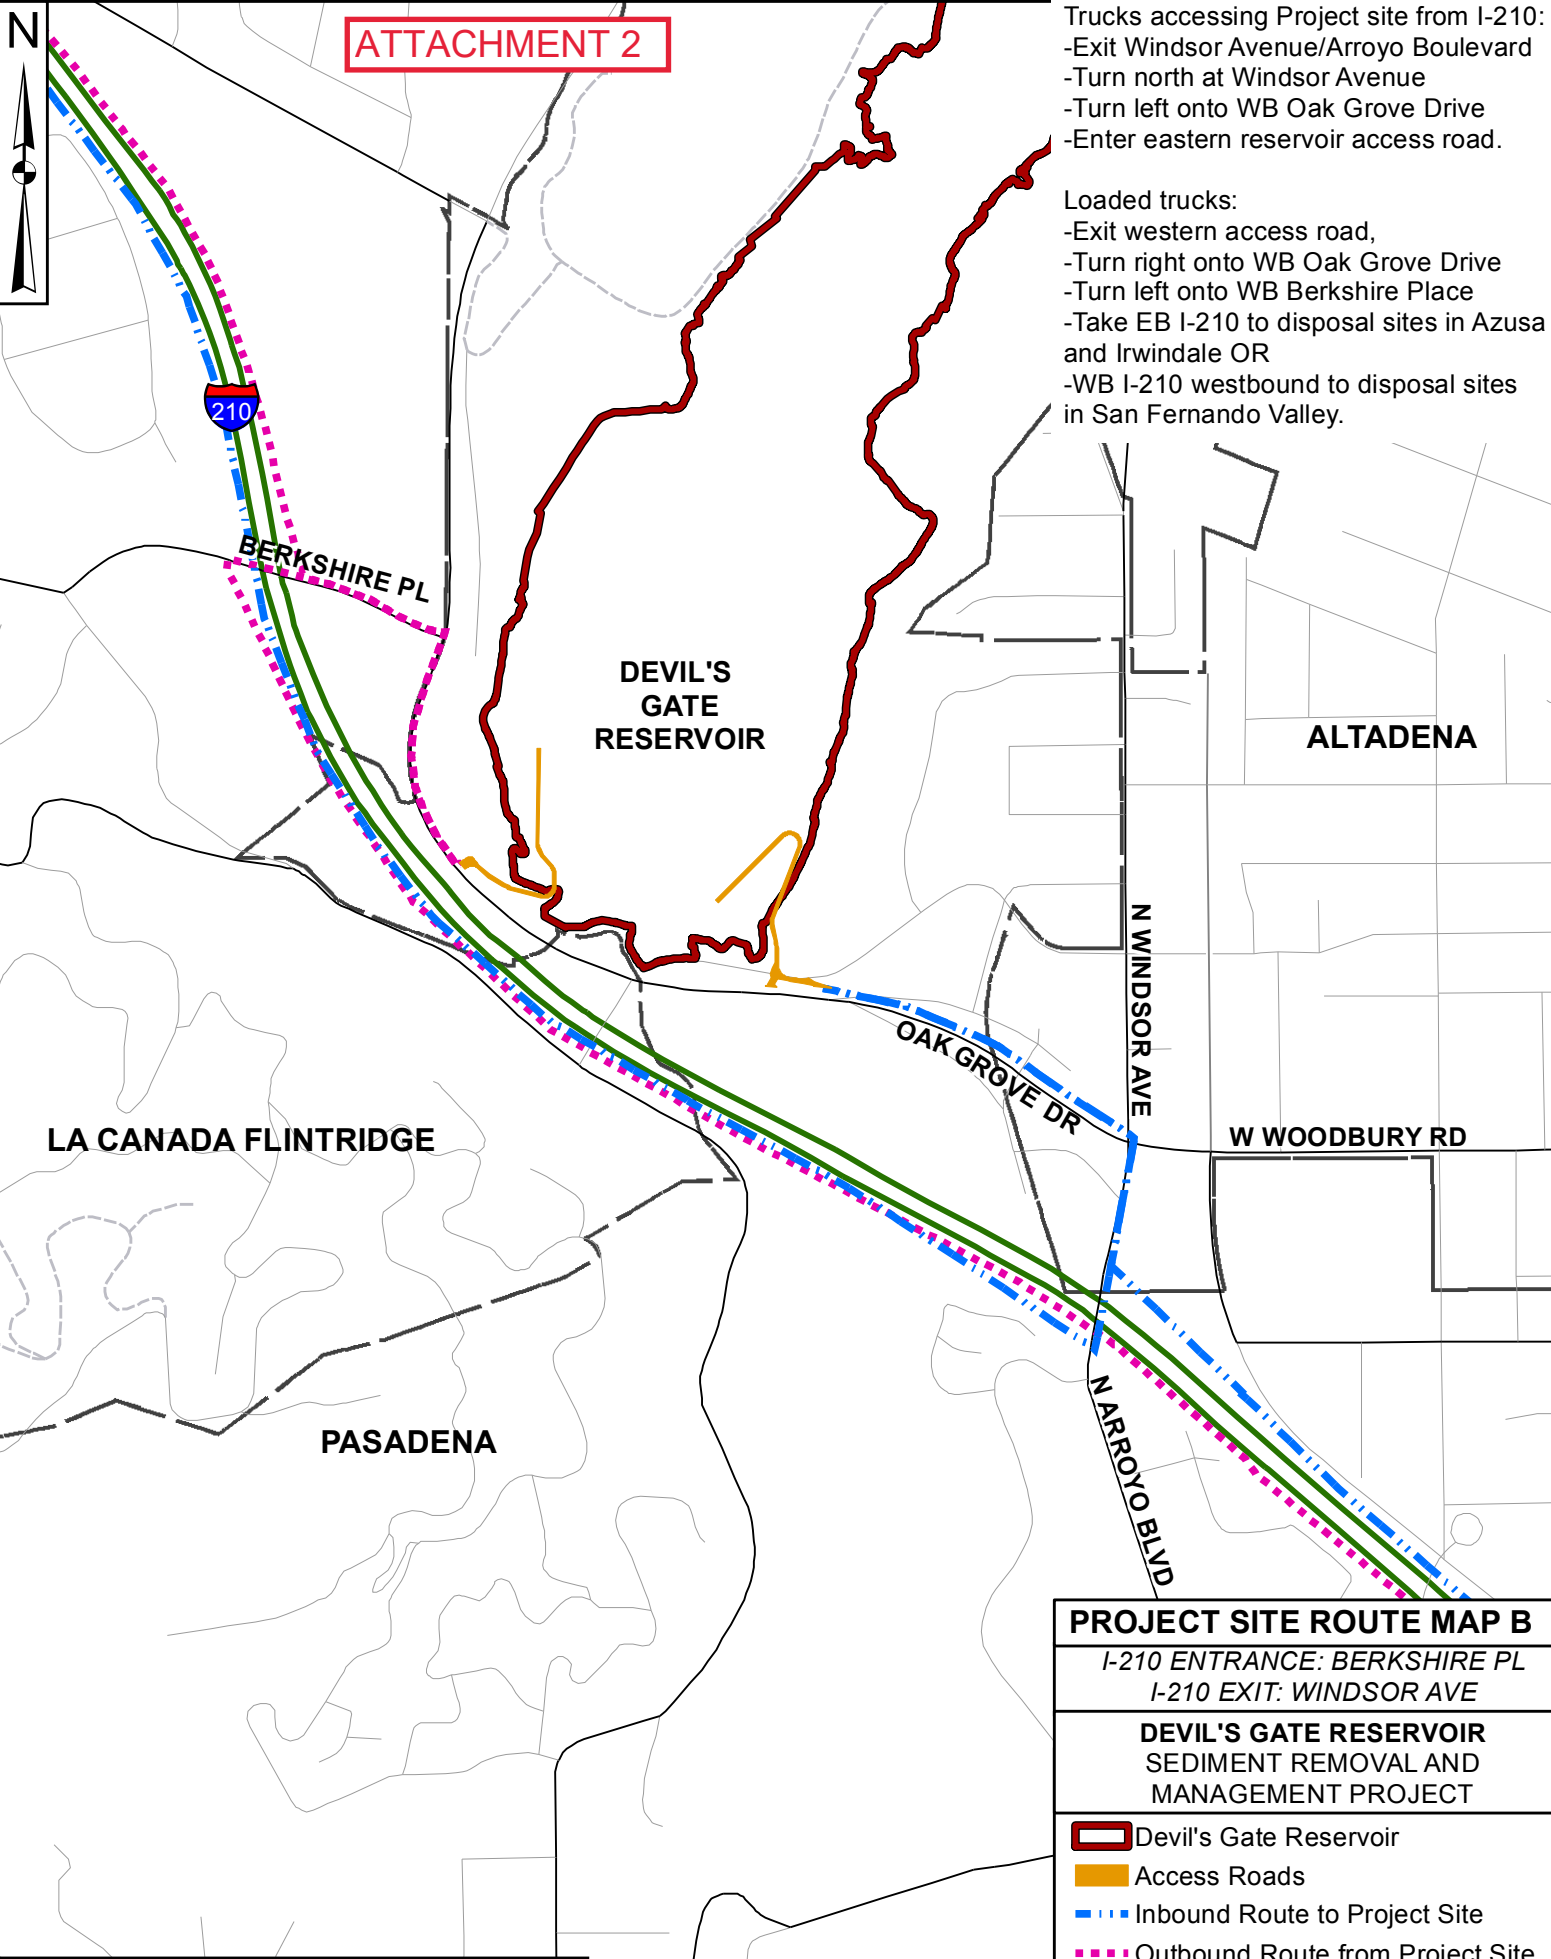 N
ATTACHMENT 2
Trucks accessing Project site from I-210:
-Exit Windsor Avenue/Arroyo Boulevard
-Turn north at Windsor Avenue
-Turn left onto WB Oak Grove Drive
-Enter eastern reservoir access road.
Loaded trucks:
-Exit western access road,
-Turn right onto WB Oak Grove Drive
-Turn left onto WB Berkshire Place
-Take EB I-210 to disposal sites in Azusa
and Irwindale OR
-WB I-210 westbound to disposal sites
in San Fernando Valley.
210
BERKSHIRE PL
DEVIL'S
GATE
RESERVOIR
ALTADENA
N WINDSOR AVE
OAK GROVE DR
W WOODBURY RD
LA CANADA FLINTRIDGE
N ARROYO BLVD
PASADENA
PROJECT SITE ROUTE MAP B
I-210 ENTRANCE: BERKSHIRE PL
I-210 EXIT: WINDSOR AVE
DEVIL'S GATE RESERVOIR
SEDIMENT REMOVAL AND
MANAGEMENT PROJECT
Devil's Gate Reservoir
Access Roads
Inbound Route to Project Site
Outbound Route from Project Site